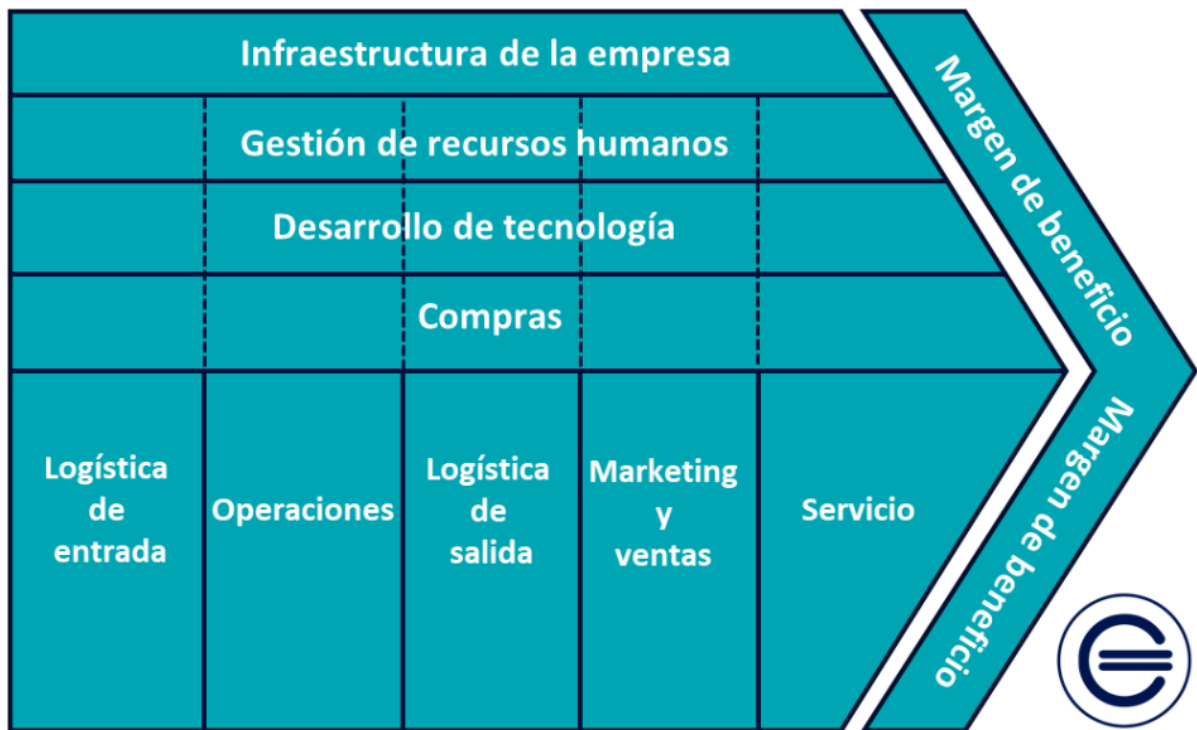 Infraestructura de la empresa
Gestión de recursos humanos
Desarrollo de tecnología
Compras
Logística
de
entrada
Operaciones
Logística
de
salida
Marketing
y
ventas
Servicio
Margen de beneficio
Margen de beneficio